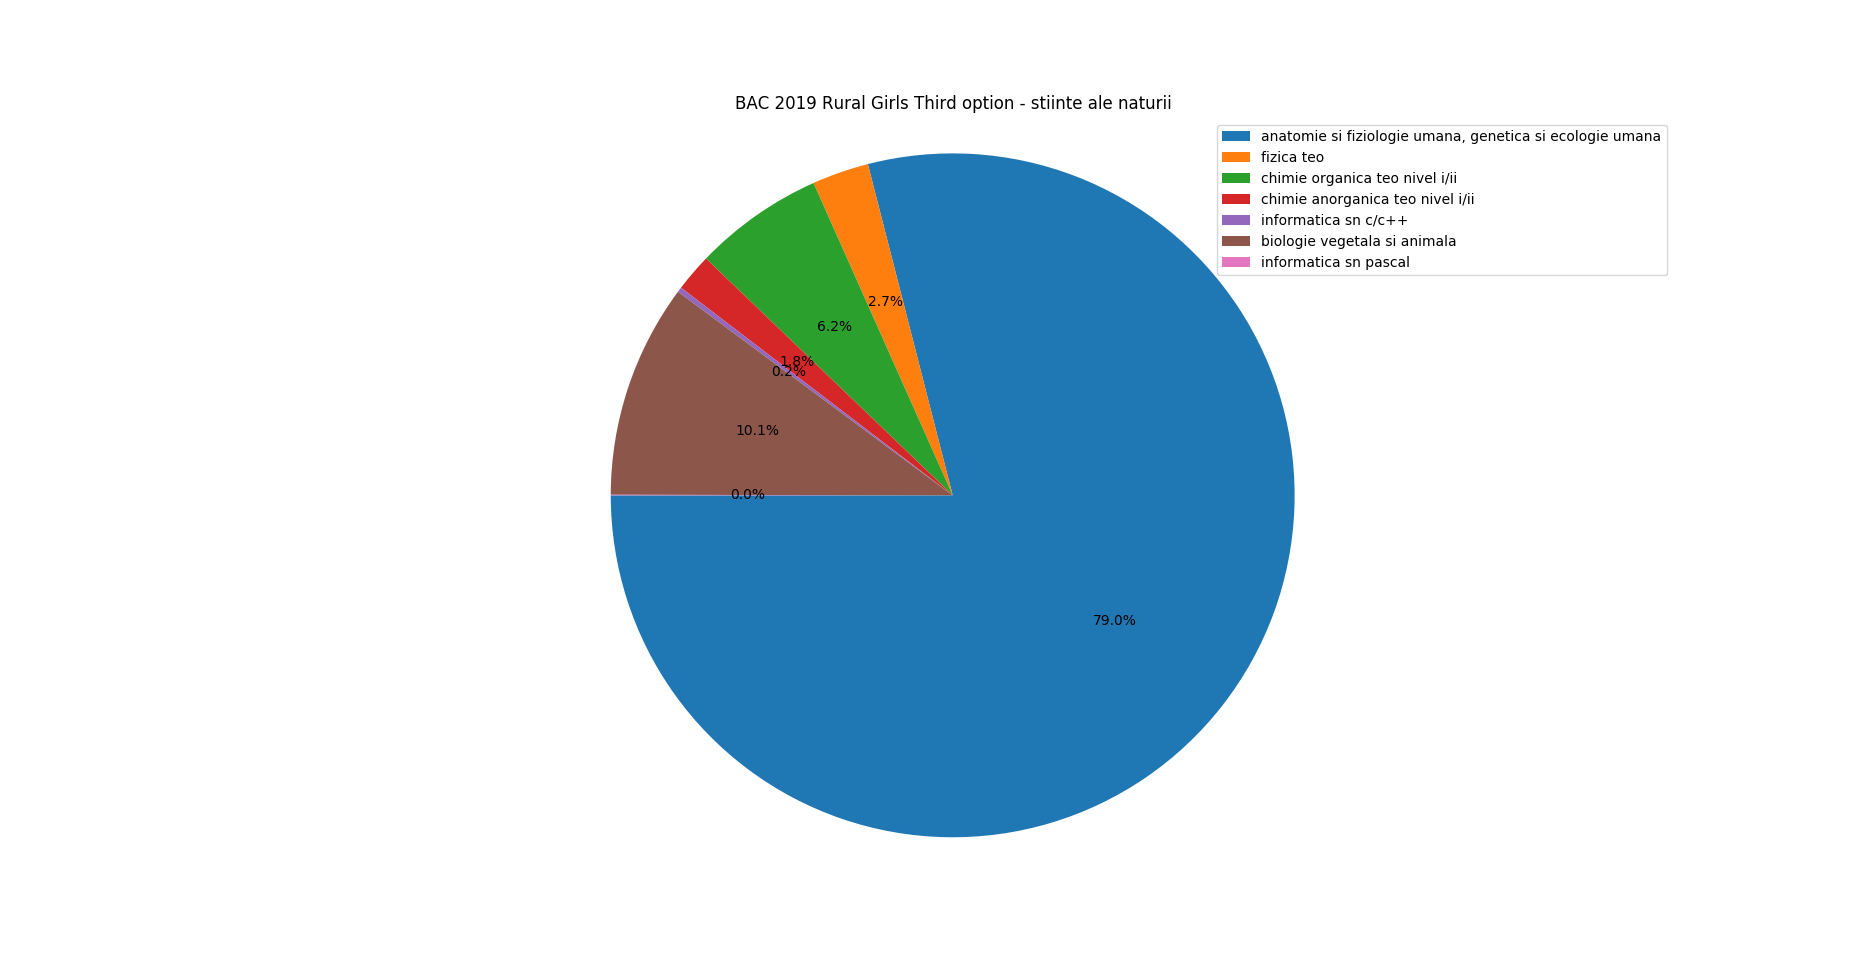 BAC 2019 Rural Girls Third option - stiinte ale naturii
anatomie si fiziologie umana, genetica si ecologie umana
fizica teo
chimie organica teo nivel i/ii
chimie anorganica teo nivel i/ii
informatica sn c/c++
biologie vegetala si animala
informatica sn pascal
2.7%
6.2%
1.8%
0.2%
10.1%
0.0%
79.0%